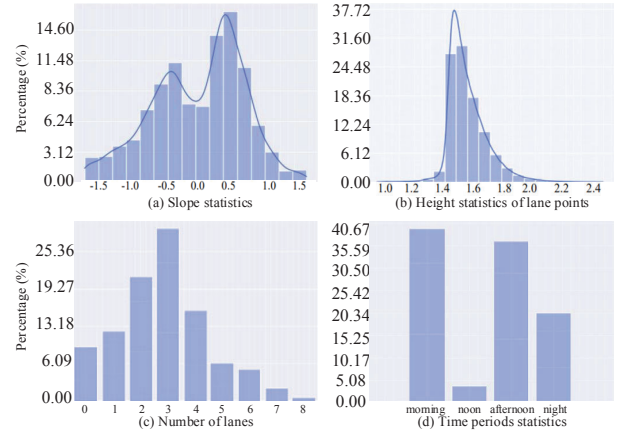 Percentage (%)
14.60
11.48
8.36
6.24
3.12
0.00
-1.5 -1.0 -0.5 0.0 0.5 1.0 1.5
(a) Slope statistics
37.72
31.60
24.48
18.36
12.24
6.12
0.00
1.0 1.2 1.4 1.6 1.8 2.0 2.2 2.4
(b) Height statistics of lane points
Percentage (%)
25.36
19.27
13.18
6.09
0.00
0 1 2 3 4 5 6 7 8
(c) Number of lanes
40.67
35.59
30.50
25.42
20.34
15.25
10.17
5.08
0.00
morning noon afternoon night
(d) Time periods statistics